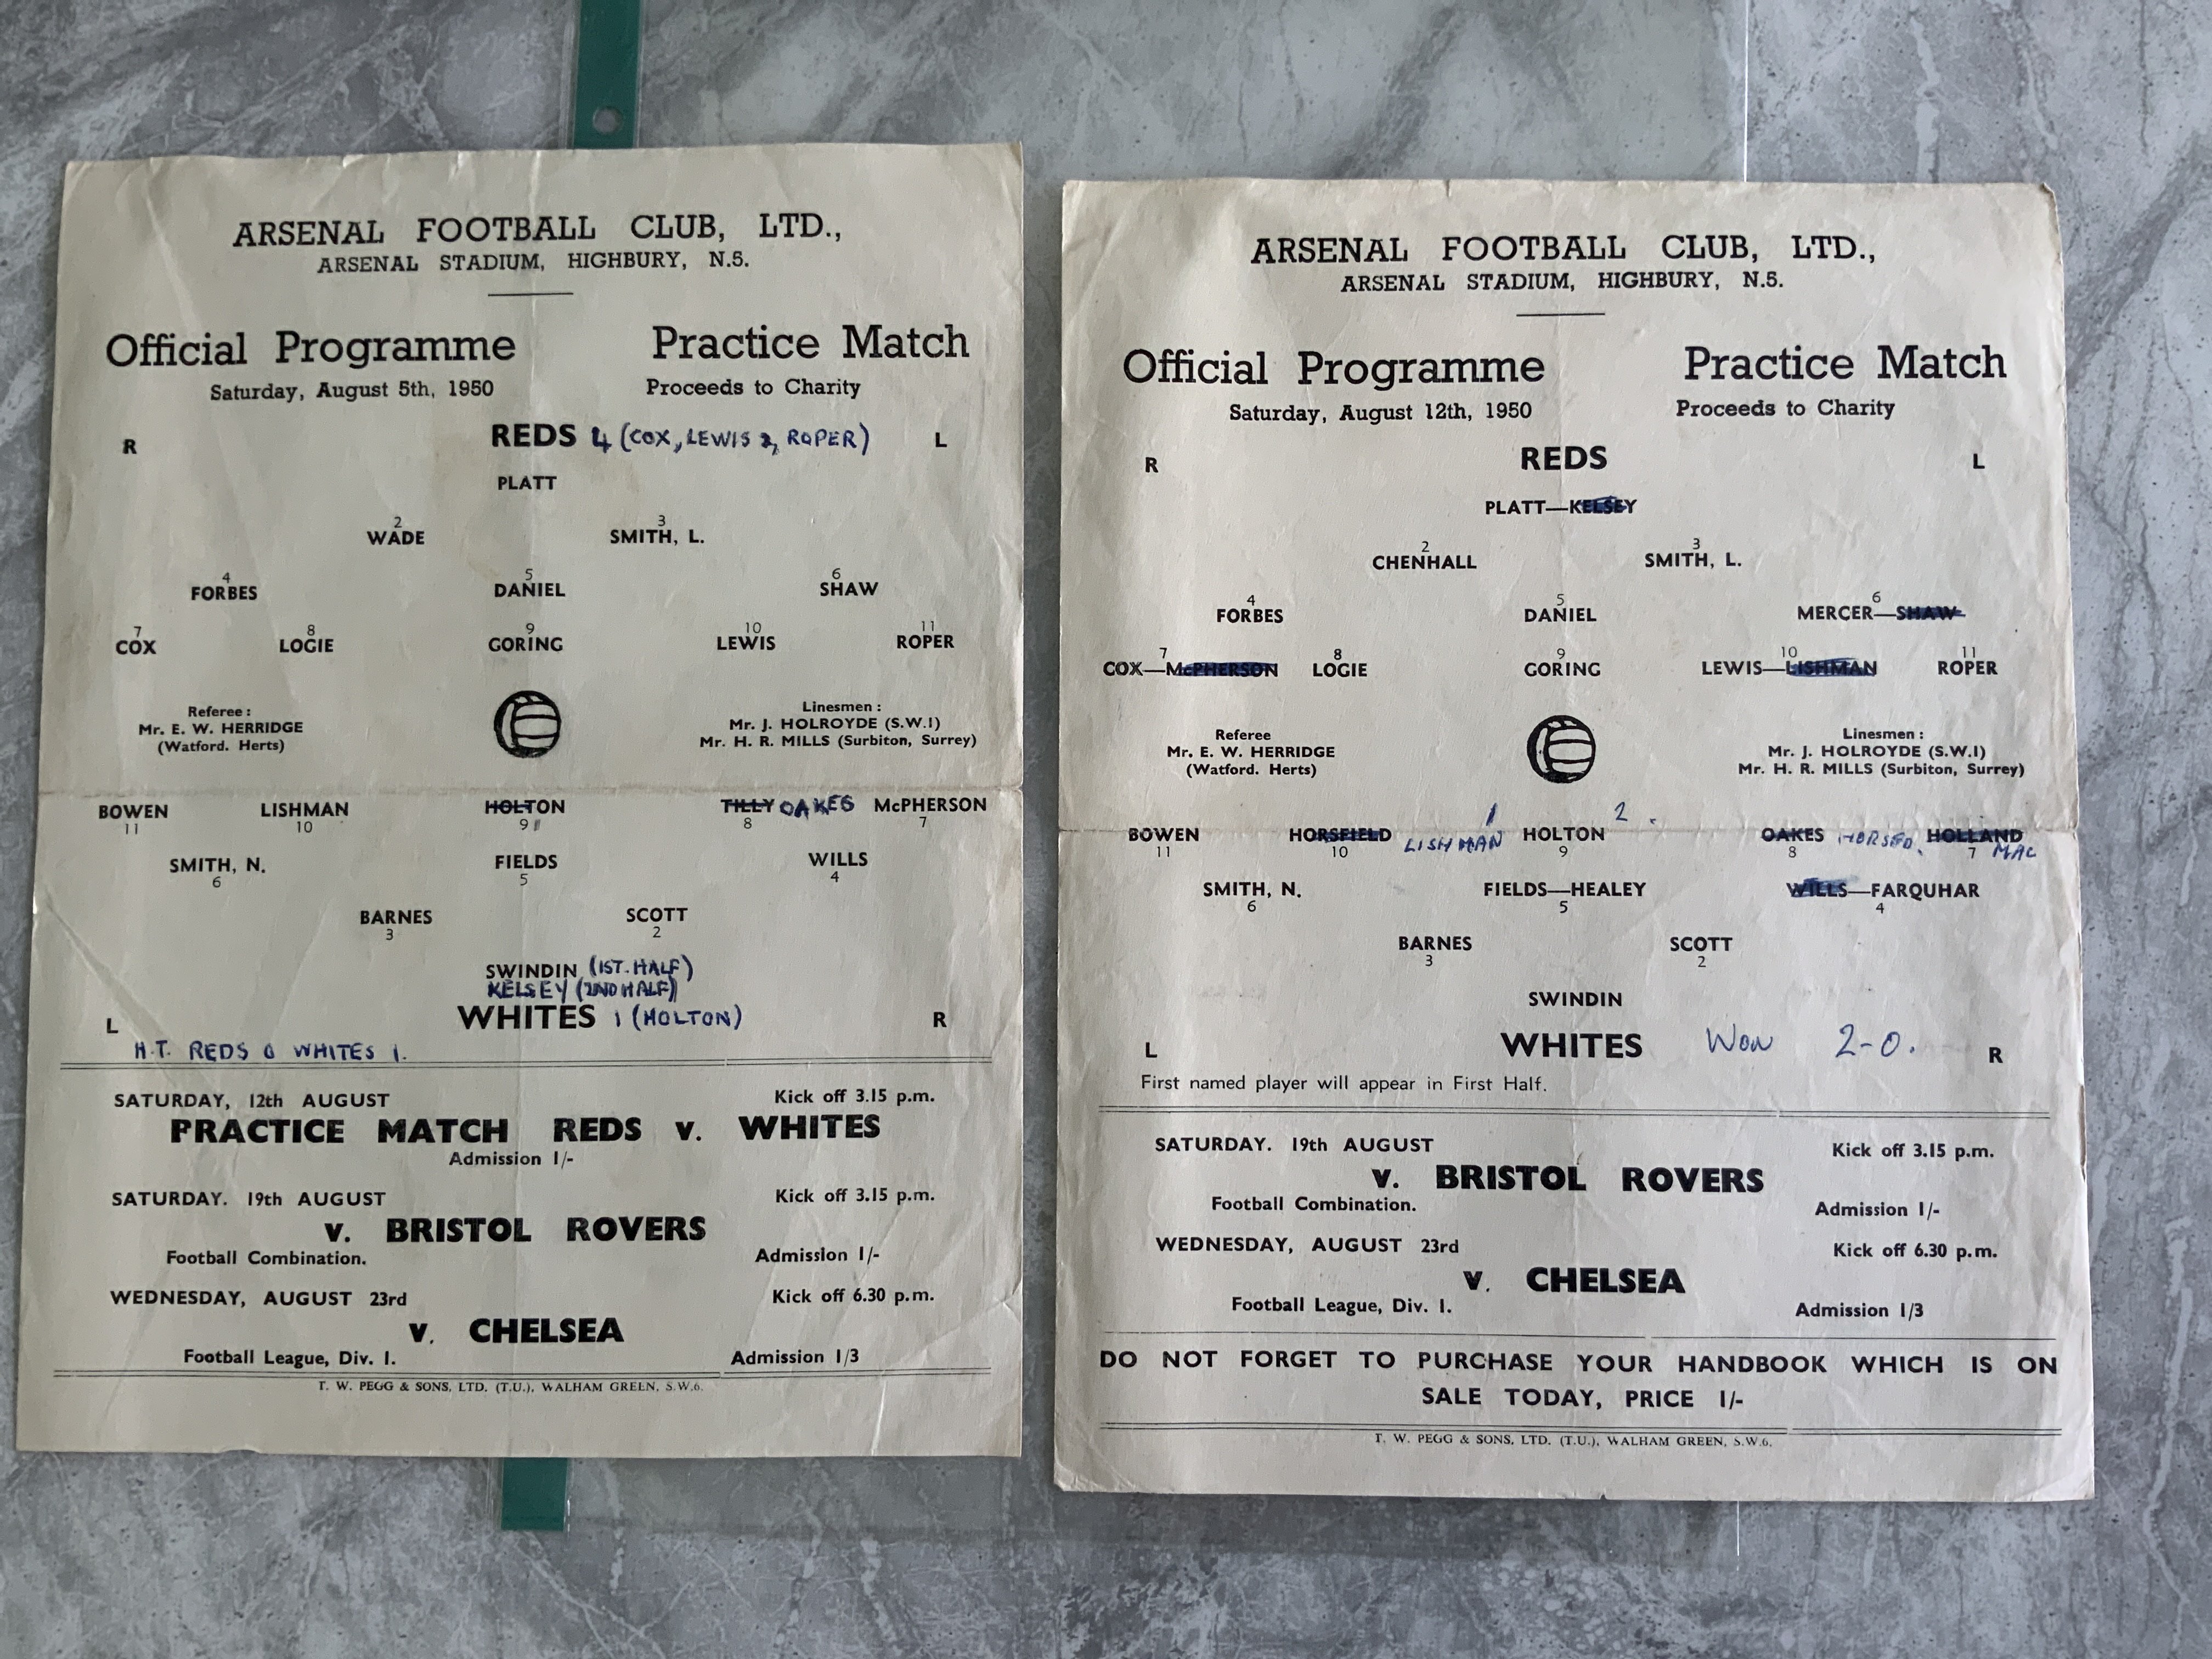 ARSENAL FOOTBALL CLUB, LTD.,
ARSENAL STADIUM, HIGHBURY, N.5.
Official Programme Practice Match
Saturday, August 5th, 1950 Proceeds to Charity
R REDS 4 (COX, LEWIS 2, ROPER) L
PLATT
2 3
WADE SMITH, L.
4 5 6
FORBES DANIEL SHAW
7 8 9 10 11
COX LOGIE GORING LEWIS ROPER
Referee : Linesmen :
Mr. E. W. HERRIDGE Mr. J. HOLROYDE (S.W.1)
(Watford. Herts) Mr. H. R. MILLS (Surbiton, Surrey)
BOWEN LISHMAN HOLTON TILLY OAKES McPHERSON
11 10 9 8 7
SMITH, N. FIELDS WILLS
6 5 4
BARNES SCOTT
3 2
SWINDIN (1ST. HALF)
KELSEY (2ND HALF)
L WHITES 1 (HOLTON) R
H.T. REDS 0 WHITES 1.
SATURDAY, 12th AUGUST Kick off 3.15 p.m.
PRACTICE MATCH REDS v. WHITES
Admission 1/-
SATURDAY. 19th AUGUST Kick off 3.15 p.m.
v. BRISTOL ROVERS
Football Combination. Admission 1/-
WEDNESDAY, AUGUST 23rd Kick off 6.30 p.m.
v. CHELSEA
Football League, Div. 1. Admission 1/3
T. W. PEGG & SONS, LTD. (T.U.), WALHAM GREEN, S.W.6.
ARSENAL FOOTBALL CLUB, LTD.,
ARSENAL STADIUM, HIGHBURY, N.5.
Official Programme Practice Match
Saturday, August 12th, 1950 Proceeds to Charity
R REDS L
PLATT—KELSEY
2 3
CHENHALL SMITH, L.
4 5 6
FORBES DANIEL MERCER—SHAW
7 8 9 10 11
COX—McPHERSON LOGIE GORING LEWIS—LISHMAN ROPER
Referee Linesmen :
Mr. E. W. HERRIDGE Mr. J. HOLROYDE (S.W.1)
(Watford. Herts) Mr. H. R. MILLS (Surbiton, Surrey)
1 2.
BOWEN HORSFIELD LISHMAN HOLTON OAKES HORSFD. HOLLAND MAC
11 10 9 8 7
SMITH, N. FIELDS—HEALEY WILLS—FARQUHAR
6 5 4
BARNES SCOTT
3 2
SWINDIN
L WHITES Won 2-0. R
First named player will appear in First Half.
SATURDAY. 19th AUGUST Kick off 3.15 p.m.
v. BRISTOL ROVERS
Football Combination. Admission 1/-
WEDNESDAY, AUGUST 23rd Kick off 6.30 p.m.
v. CHELSEA
Football League, Div. 1. Admission 1/3
DO NOT FORGET TO PURCHASE YOUR HANDBOOK WHICH IS ON
SALE TODAY, PRICE 1/-
T. W. PEGG & SONS, LTD. (T.U.), WALHAM GREEN, S.W.6.